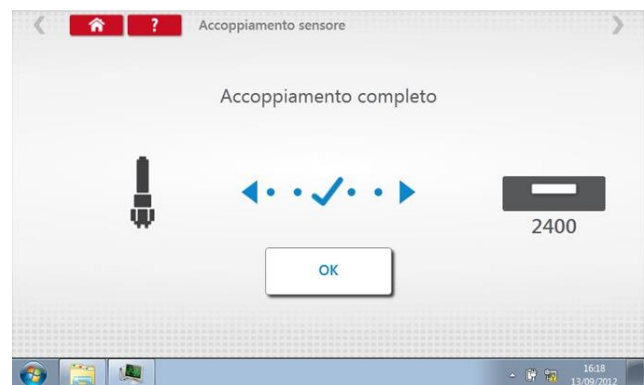 ? Accoppiamento sensore
Accoppiamento completo
2400
OK
16:18
13/09/2012